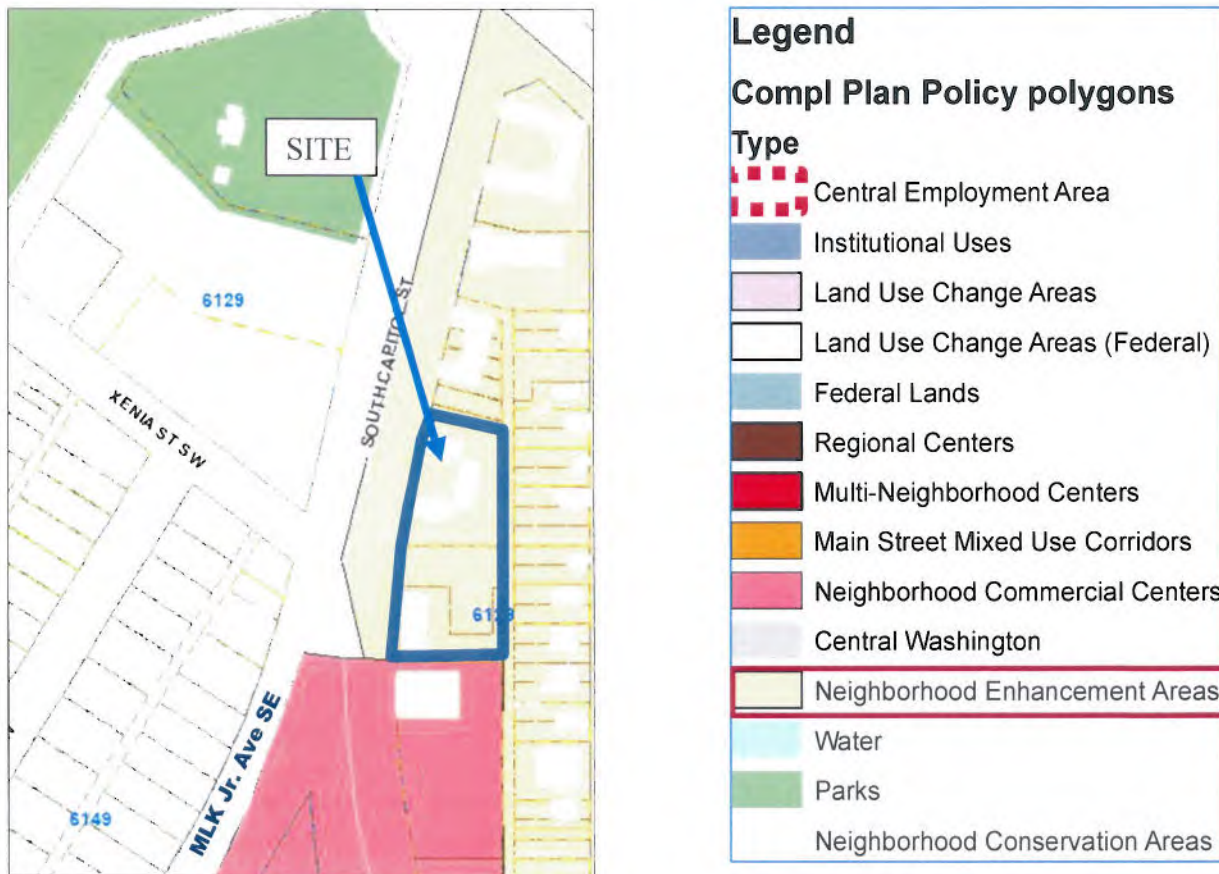 SITE
6129
SOUTH CAPITOL ST
XENIA ST SW
MLK Jr. Ave SE
6149
Legend
Compl Plan Policy polygons
Type
Central Employment Area
Institutional Uses
Land Use Change Areas
Land Use Change Areas (Federal)
Federal Lands
Regional Centers
Multi-Neighborhood Centers
Main Street Mixed Use Corridors
Neighborhood Commercial Centers
Central Washington
Neighborhood Enhancement Areas
Water
Parks
Neighborhood Conservation Areas